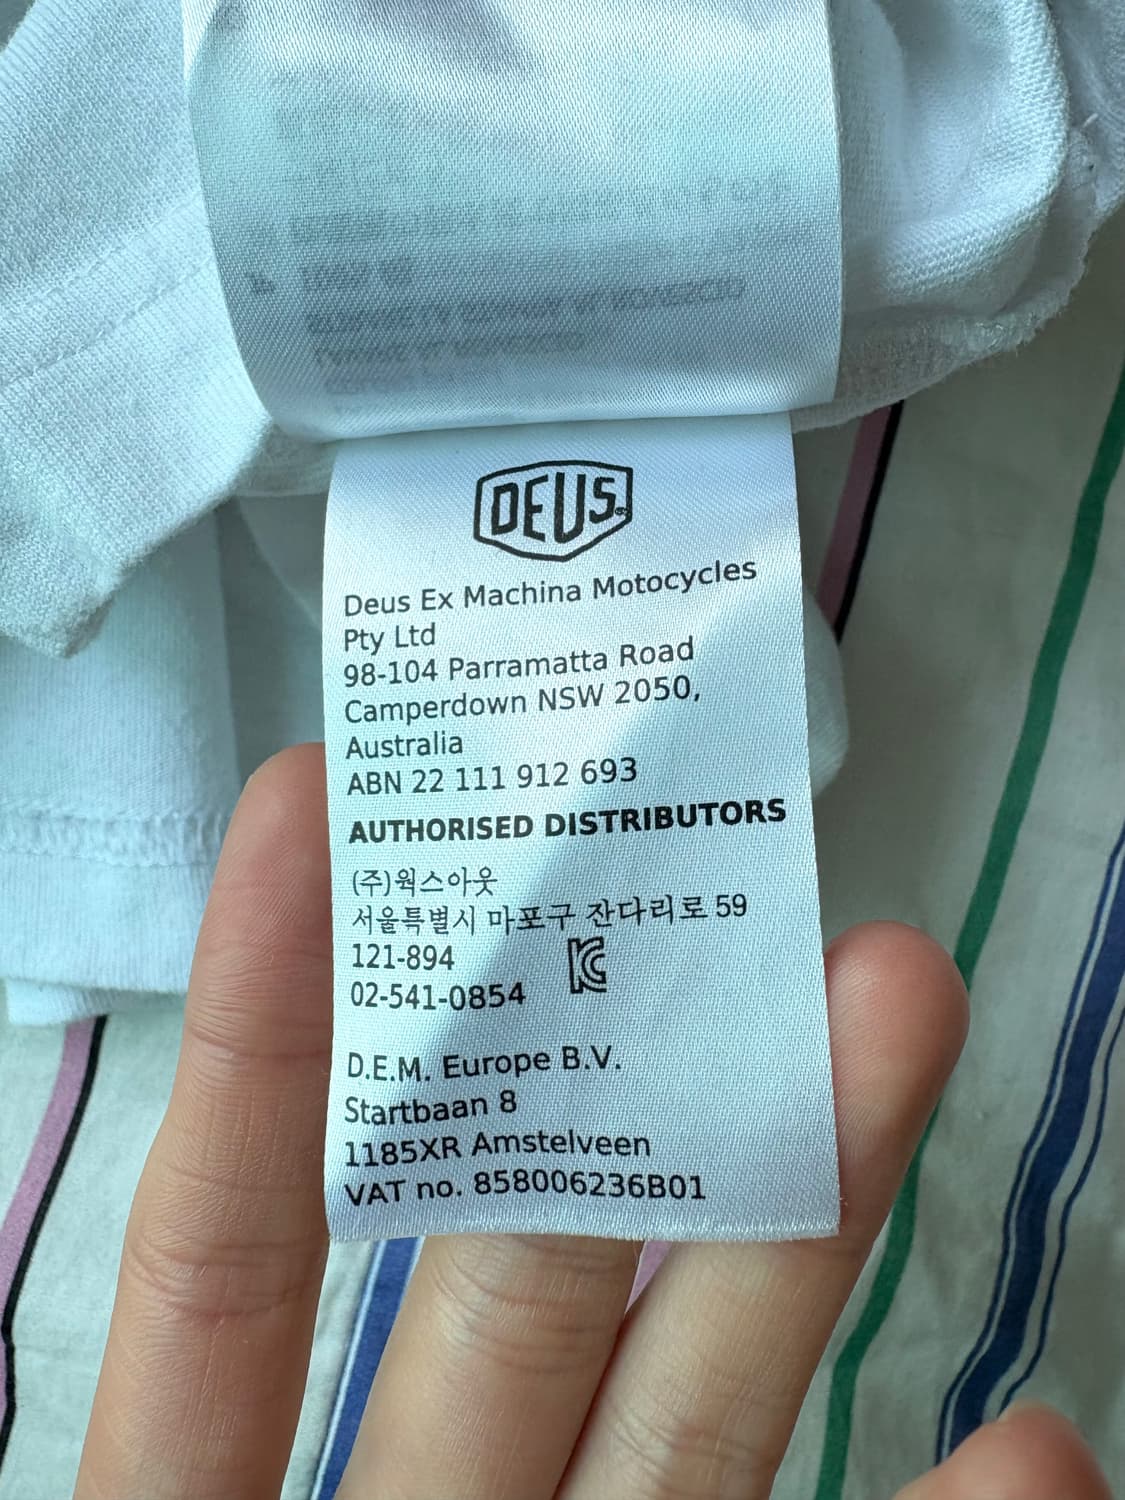 DEUS
Deus Ex Machina Motocycles
Pty Ltd
98-104 Parramatta Road
Camperdown NSW 2050,
Australia
ABN 22 111 912 693
AUTHORISED DISTRIBUTORS
(주)웍스아웃
서울특별시 마포구 잔다리로 59
121-894
02-541-0854
D.E.M. Europe B.V.
Startbaan 8
1185XR Amstelveen
VAT no. 858006236B01